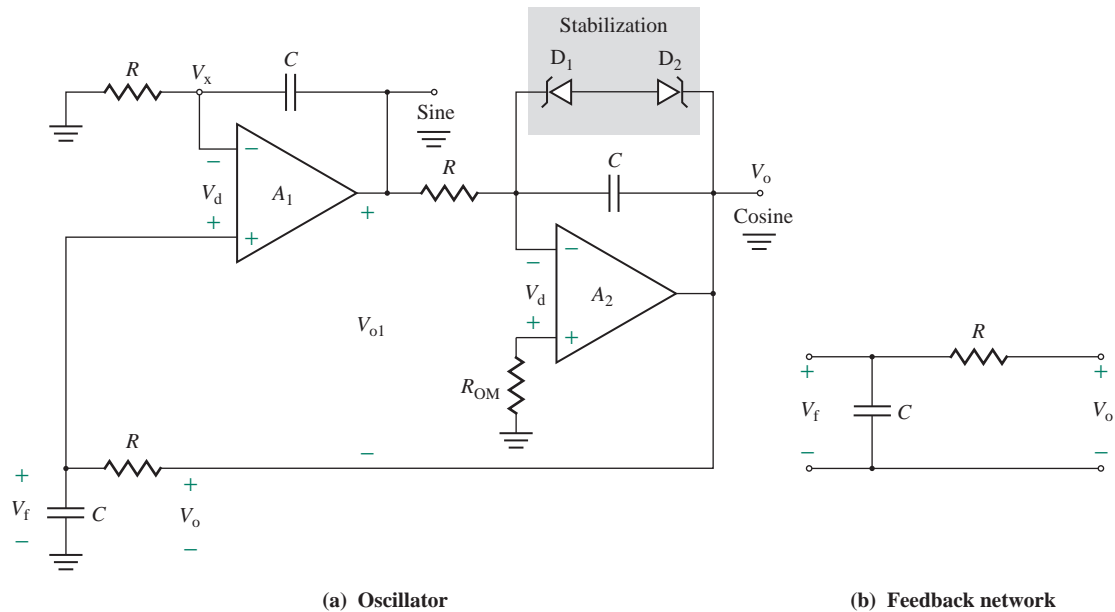 Stabilization
D1 D2
R Vx C
Sine
R C Vo
Cosine
− −
Vd A1
+ + +
− −
Vd A2
+ +
Vo1
ROM
R
−
+ Vf −
C
+ Vo −
R
+ Vf −
C
+ Vo −
(a) Oscillator
(b) Feedback network